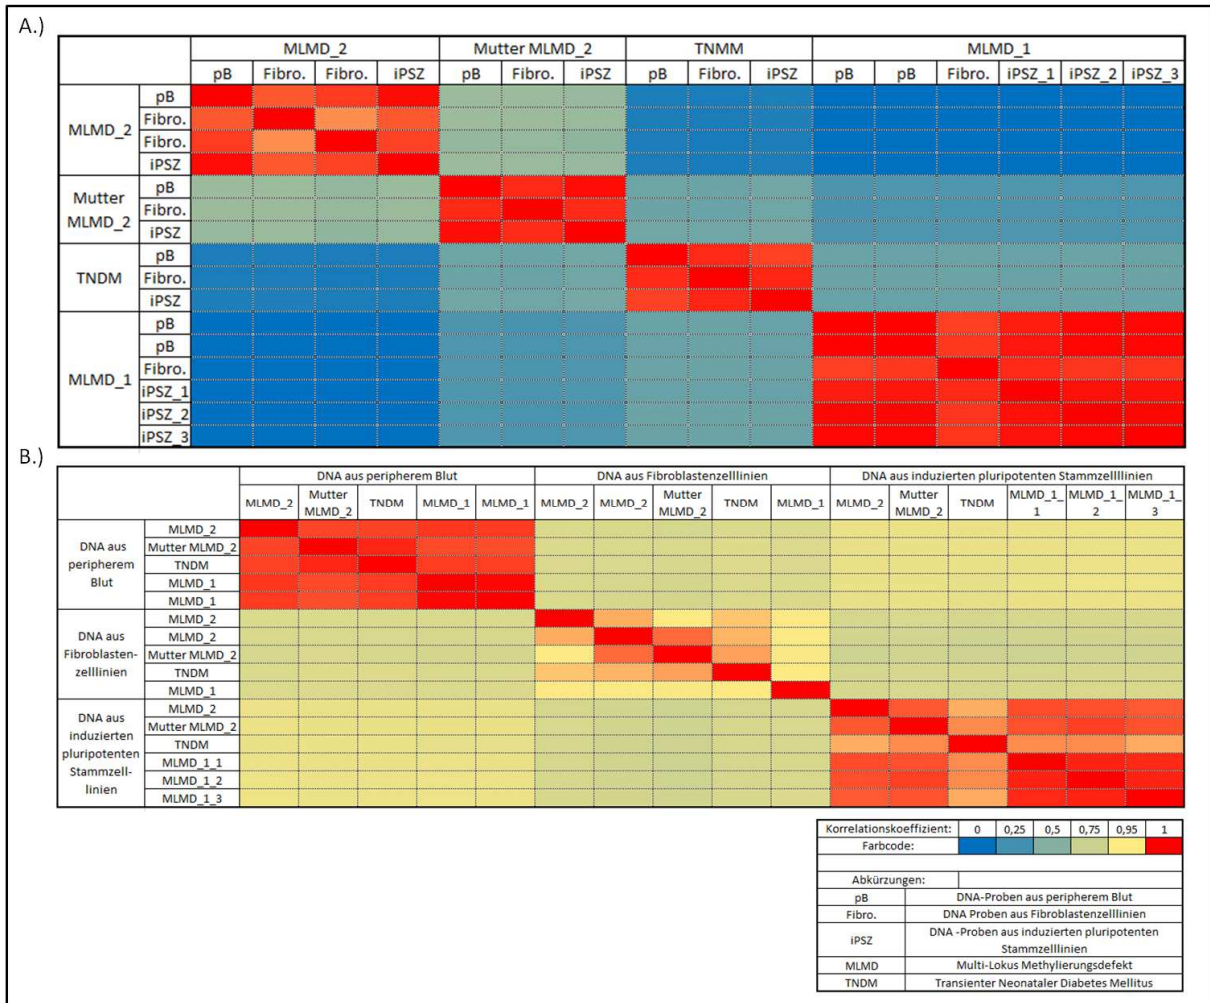 A.)
MLMD_2 Mutter MLMD_2 TNMM MLMD_1
pB Fibro. Fibro. iPSZ pB Fibro. iPSZ pB Fibro. iPSZ pB pB Fibro. iPSZ_1 iPSZ_2 iPSZ_3
MLMD_2
pB
Fibro.
Fibro.
iPSZ
Mutter
MLMD_2
pB
Fibro.
iPSZ
TNDM
pB
Fibro.
iPSZ
MLMD_1
pB
pB
Fibro.
iPSZ_1
iPSZ_2
iPSZ_3
B.)
DNA aus peripherem Blut DNA aus Fibroblastenzelllinien DNA aus induzierten pluripotenten Stammzellllinien
MLMD_2 Mutter MLMD_2 TNDM MLMD_1 MLMD_1 MLMD_2 MLMD_2 Mutter MLMD_2 TNDM MLMD_1 MLMD_2 Mutter MLMD_2 TNDM MLMD_1_1 MLMD_1_2 MLMD_1_3
DNA aus
peripherem
Blut
MLMD_2
Mutter MLMD_2
TNDM
MLMD_1
MLMD_1
DNA aus
Fibroblasten-
zelllinien
MLMD_2
MLMD_2
Mutter MLMD_2
TNDM
MLMD_1
DNA aus
induzierten
pluripotenten
Stammzell-
linien
MLMD_2
Mutter MLMD_2
TNDM
MLMD_1_1
MLMD_1_2
MLMD_1_3
Korrelationskoeffizient: 0 0,25 0,5 0,75 0,95 1
Farbcode:
Abkürzungen:
pB DNA-Proben aus peripherem Blut
Fibro. DNA Proben aus Fibroblastenzelllinien
iPSZ DNA -Proben aus induzierten pluripotenten
Stammzelllinien
MLMD Multi-Lokus Methylierungsdefekt
TNDM Transienter Neonataler Diabetes Mellitus